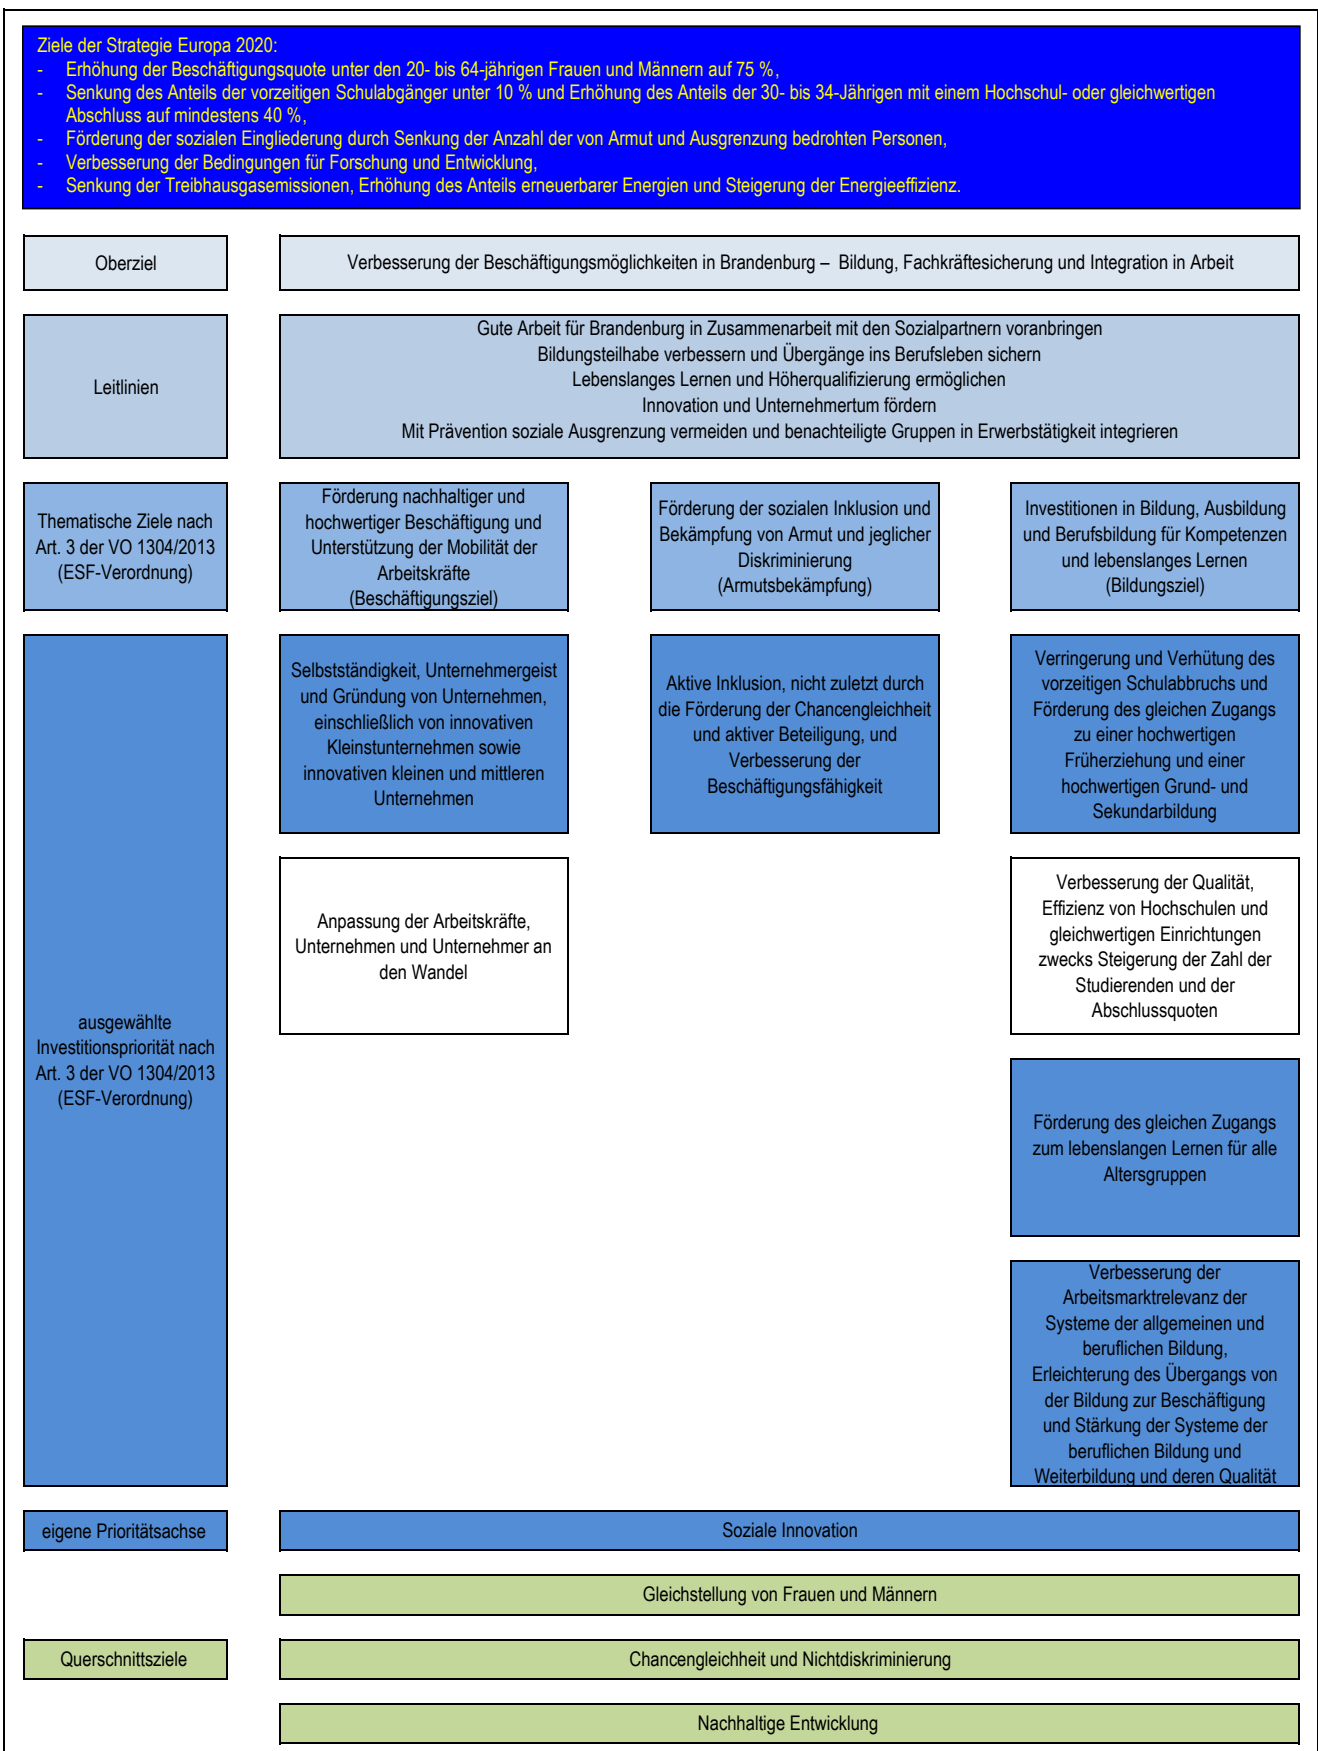 Ziele der Strategie Europa 2020:
- Erhöhung der Beschäftigungsquote unter den 20- bis 64-jährigen Frauen und Männern auf 75 %,
- Senkung des Anteils der vorzeitigen Schulabgänger unter 10 % und Erhöhung des Anteils der 30- bis 34-Jährigen mit einem Hochschul- oder gleichwertigen
Abschluss auf mindestens 40 %,
- Förderung der sozialen Eingliederung durch Senkung der Anzahl der von Armut und Ausgrenzung bedrohten Personen,
- Verbesserung der Bedingungen für Forschung und Entwicklung,
- Senkung der Treibhausgasemissionen, Erhöhung des Anteils erneuerbarer Energien und Steigerung der Energieeffizienz.
Oberziel
Verbesserung der Beschäftigungsmöglichkeiten in Brandenburg – Bildung, Fachkräftesicherung und Integration in Arbeit
Leitlinien
Gute Arbeit für Brandenburg in Zusammenarbeit mit den Sozialpartnern voranbringen
Bildungsteilhabe verbessern und Übergänge ins Berufsleben sichern
Lebenslanges Lernen und Höherqualifizierung ermöglichen
Innovation und Unternehmertum fördern
Mit Prävention soziale Ausgrenzung vermeiden und benachteiligte Gruppen in Erwerbstätigkeit integrieren
Thematische Ziele nach
Art. 3 der VO 1304/2013
(ESF-Verordnung)
Förderung nachhaltiger und
hochwertiger Beschäftigung und
Unterstützung der Mobilität der
Arbeitskräfte
(Beschäftigungsziel)
Förderung der sozialen Inklusion und
Bekämpfung von Armut und jeglicher
Diskriminierung
(Armutsbekämpfung)
Investitionen in Bildung, Ausbildung
und Berufsbildung für Kompetenzen
und lebenslanges Lernen
(Bildungsziel)
ausgewählte
Investitionspriorität nach
Art. 3 der VO 1304/2013
(ESF-Verordnung)
Selbstständigkeit, Unternehmergeist
und Gründung von Unternehmen,
einschließlich von innovativen
Kleinstunternehmen sowie
innovativen kleinen und mittleren
Unternehmen
Aktive Inklusion, nicht zuletzt durch
die Förderung der Chancengleichheit
und aktiver Beteiligung, und
Verbesserung der
Beschäftigungsfähigkeit
Verringerung und Verhütung des
vorzeitigen Schulabbruchs und
Förderung des gleichen Zugangs
zu einer hochwertigen
Früherziehung und einer
hochwertigen Grund- und
Sekundarbildung
Anpassung der Arbeitskräfte,
Unternehmen und Unternehmer an
den Wandel
Verbesserung der Qualität,
Effizienz von Hochschulen und
gleichwertigen Einrichtungen
zwecks Steigerung der Zahl der
Studierenden und der
Abschlussquoten
Förderung des gleichen Zugangs
zum lebenslangen Lernen für alle
Altersgruppen
Verbesserung der
Arbeitsmarktrelevanz der
Systeme der allgemeinen und
beruflichen Bildung,
Erleichterung des Übergangs von
der Bildung zur Beschäftigung
und Stärkung der Systeme der
beruflichen Bildung und
Weiterbildung und deren Qualität
eigene Prioritätsachse
Soziale Innovation
Gleichstellung von Frauen und Männern
Querschnittsziele
Chancengleichheit und Nichtdiskriminierung
Nachhaltige Entwicklung